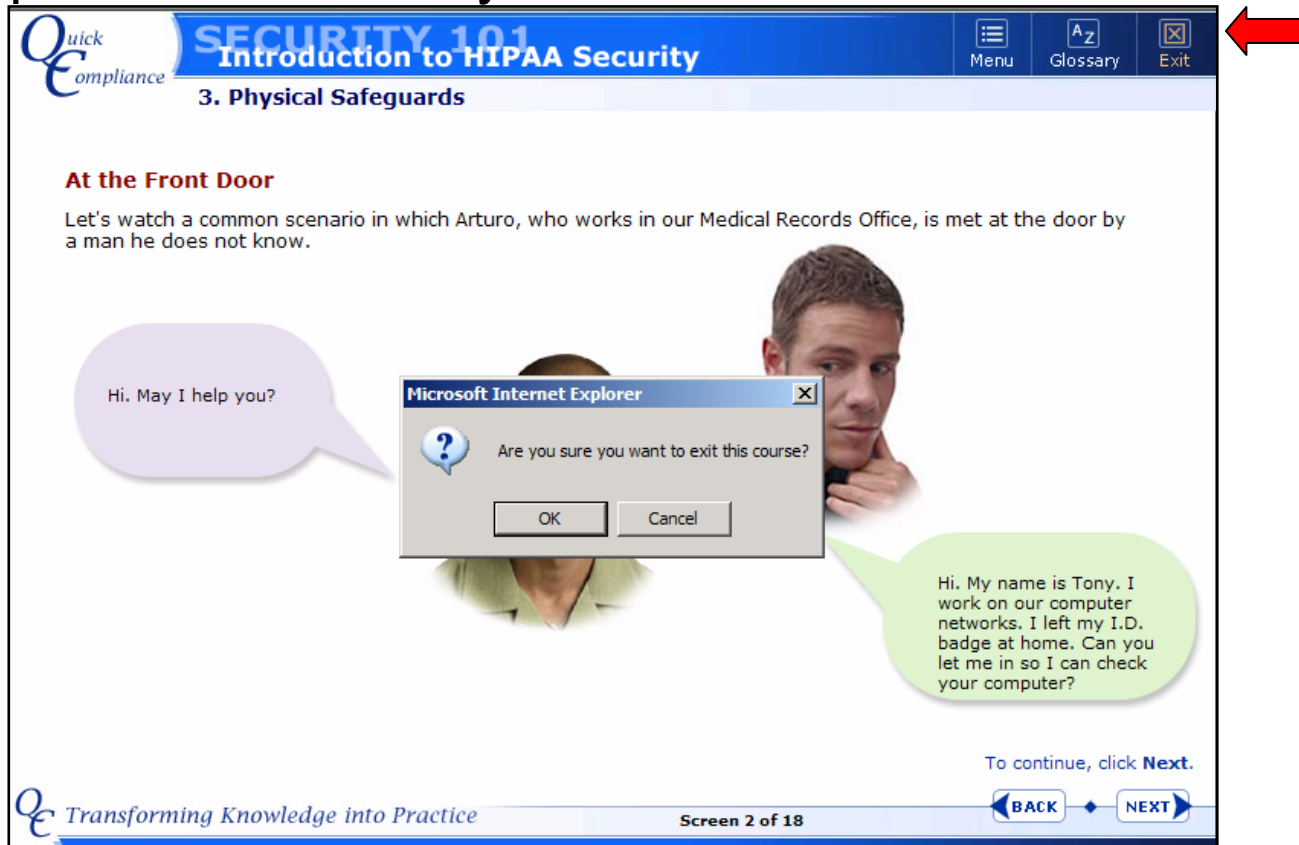 Quick
Compliance
SECURITY 101
Introduction to HIPAA Security
Menu
AZ
Glossary
Exit
3. Physical Safeguards
At the Front Door
Let's watch a common scenario in which Arturo, who works in our Medical Records Office, is met at the door by
a man he does not know.
Hi. May I help you?
Microsoft Internet Explorer
Are you sure you want to exit this course?
OK
Cancel
Hi. My name is Tony. I
work on our computer
networks. I left my I.D.
badge at home. Can you
let me in so I can check
your computer?
To continue, click Next.
BACK
NEXT
QC Transforming Knowledge into Practice
Screen 2 of 18